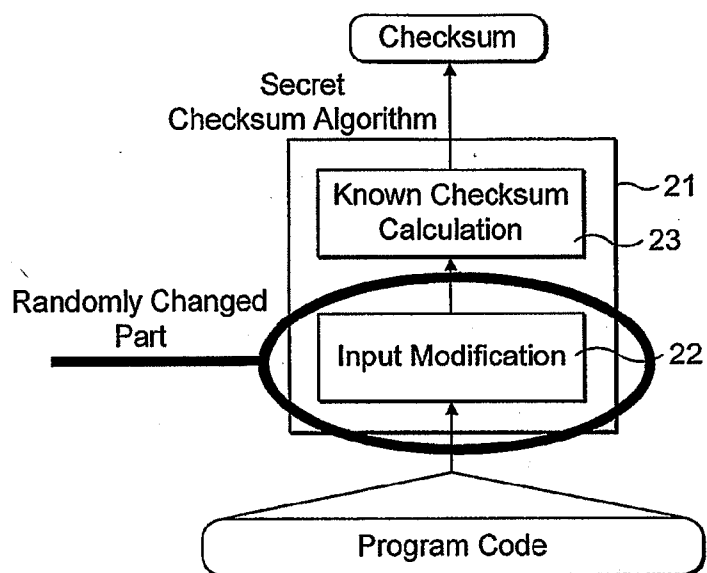 Checksum
Secret
Checksum Algorithm
Known Checksum
Calculation
21
23
Randomly Changed
Part
Input Modification
22
Program Code